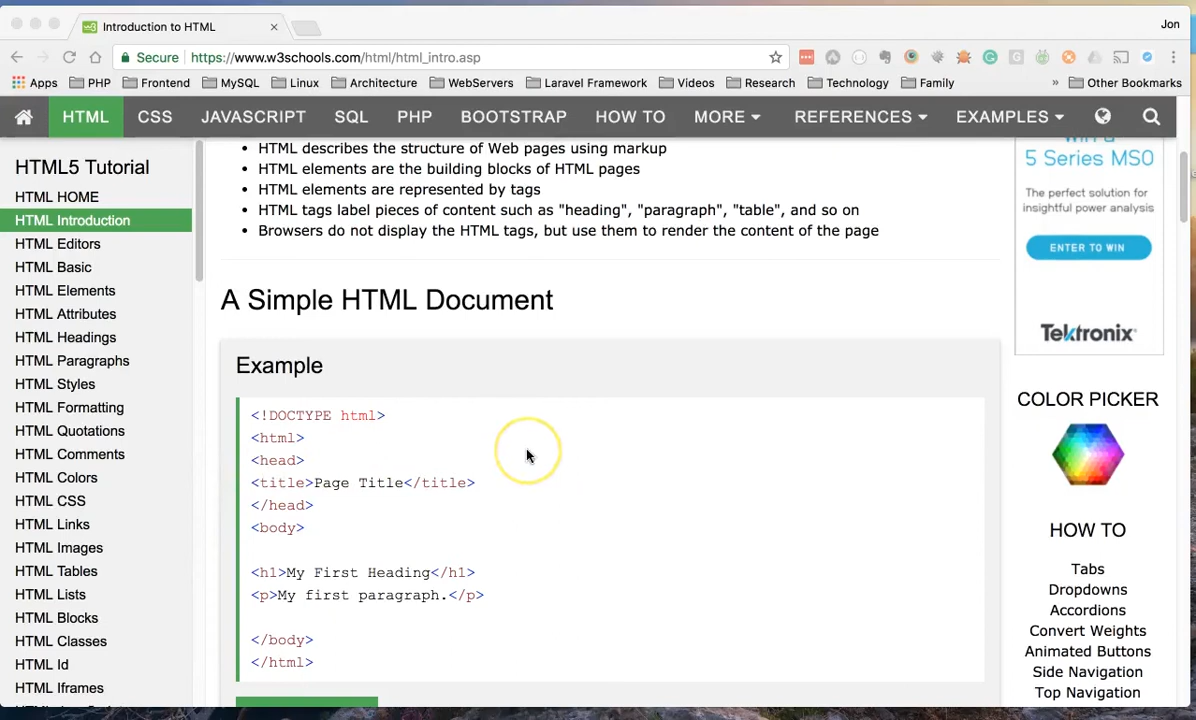 Introduction to HTML
Jon
Secure https://www.w3schools.com/html/html_intro.asp
Apps PHP Frontend MySQL Linux Architecture WebServers Laravel Framework Videos Research Technology Family » Other Bookmarks
HTML CSS JAVASCRIPT SQL PHP BOOTSTRAP HOW TO MORE REFERENCES EXAMPLES
HTML5 Tutorial
HTML HOME
HTML Introduction
HTML Editors
HTML Basic
HTML Elements
HTML Attributes
HTML Headings
HTML Paragraphs
HTML Styles
HTML Formatting
HTML Quotations
HTML Comments
HTML Colors
HTML CSS
HTML Links
HTML Images
HTML Tables
HTML Lists
HTML Blocks
HTML Classes
HTML Id
HTML Iframes
• HTML describes the structure of Web pages using markup
• HTML elements are the building blocks of HTML pages
• HTML elements are represented by tags
• HTML tags label pieces of content such as "heading", "paragraph", "table", and so on
• Browsers do not display the HTML tags, but use them to render the content of the page
A Simple HTML Document
Example
<!DOCTYPE html>
<html>
<head>
<title>Page Title</title>
</head>
<body>
<h1>My First Heading</h1>
<p>My first paragraph.</p>
</body>
</html>
5 Series MSO
The perfect solution for
insightful power analysis
ENTER TO WIN
Tektronix
COLOR PICKER
HOW TO
Tabs
Dropdowns
Accordions
Convert Weights
Animated Buttons
Side Navigation
Top Navigation